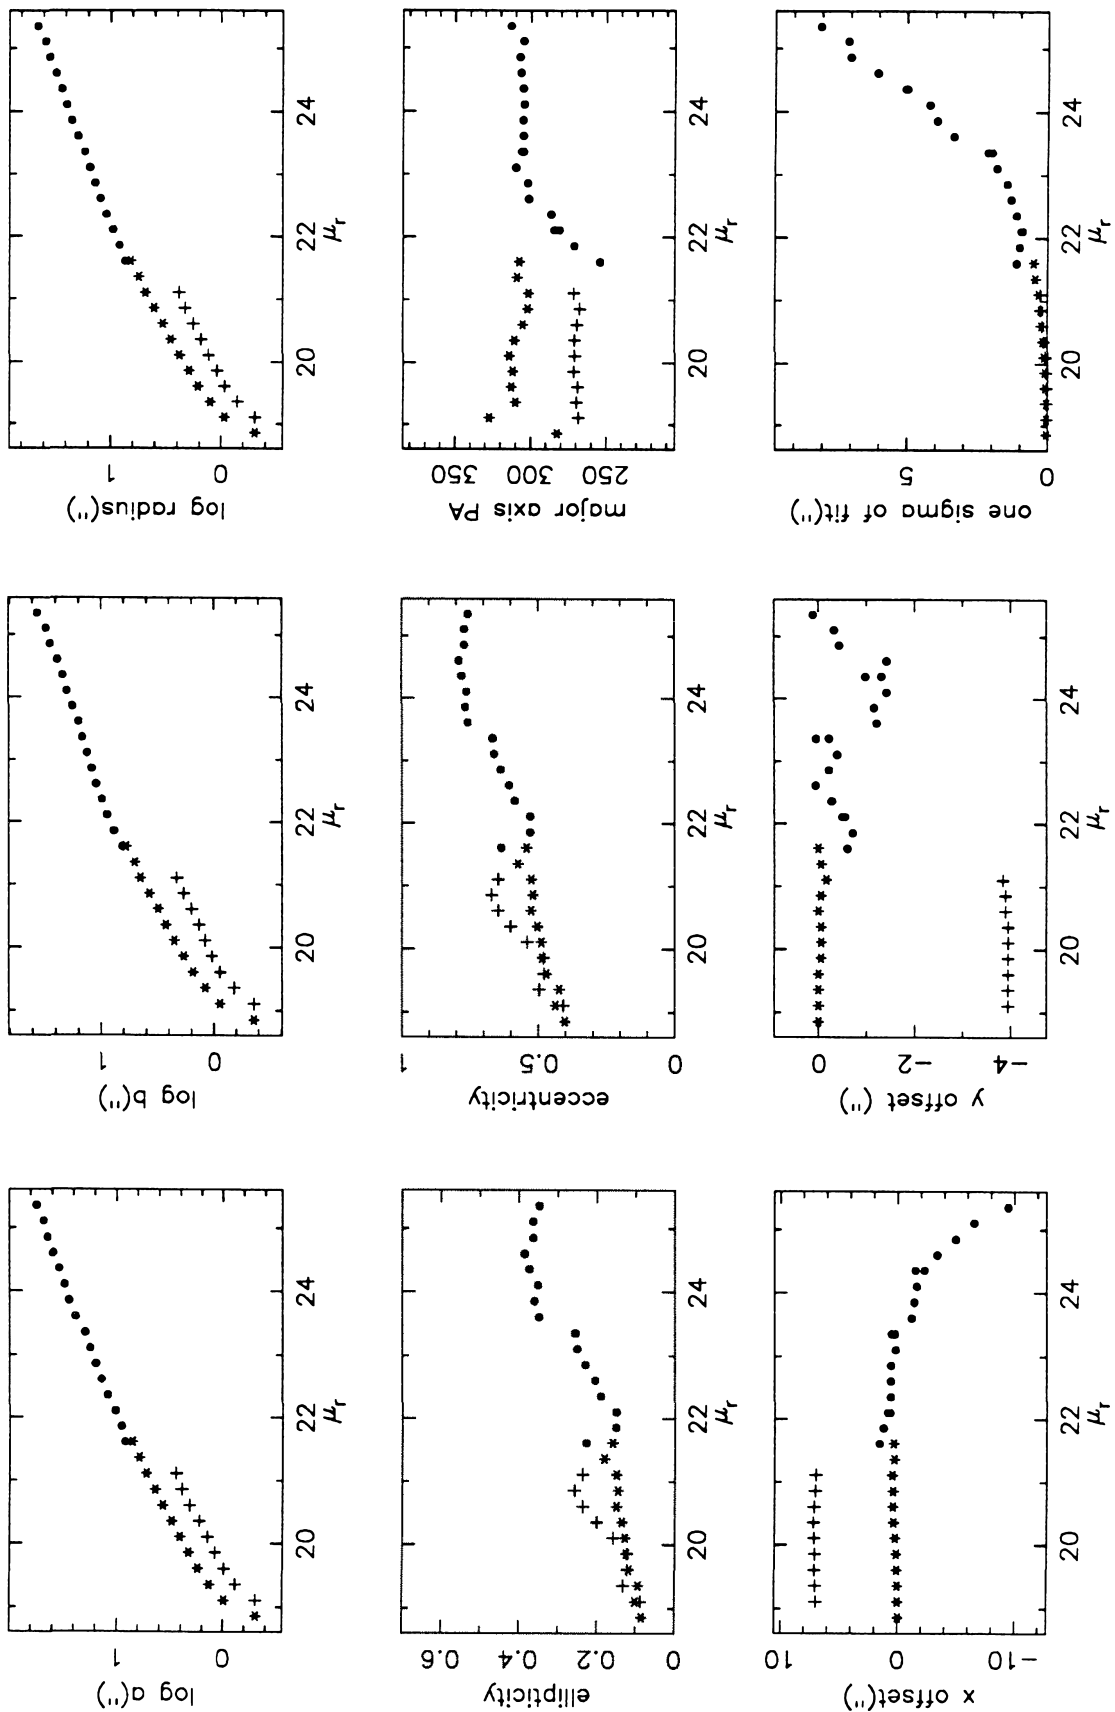 log a(")
1
0
20
22
24
μr
log b(")
1
0
20
22
24
μr
log radius(")
1
0
20
22
24
μr
ellipticity
0.6
0.4
0.2
0
20
22
24
μr
eccentricity
1
0.5
0
20
22
24
μr
major axis PA
350
300
250
20
22
24
μr
x offset(")
10
0
-10
20
22
24
μr
y offset (")
0
-2
-4
20
22
24
μr
one sigma of fit(")
5
0
20
22
24
μr